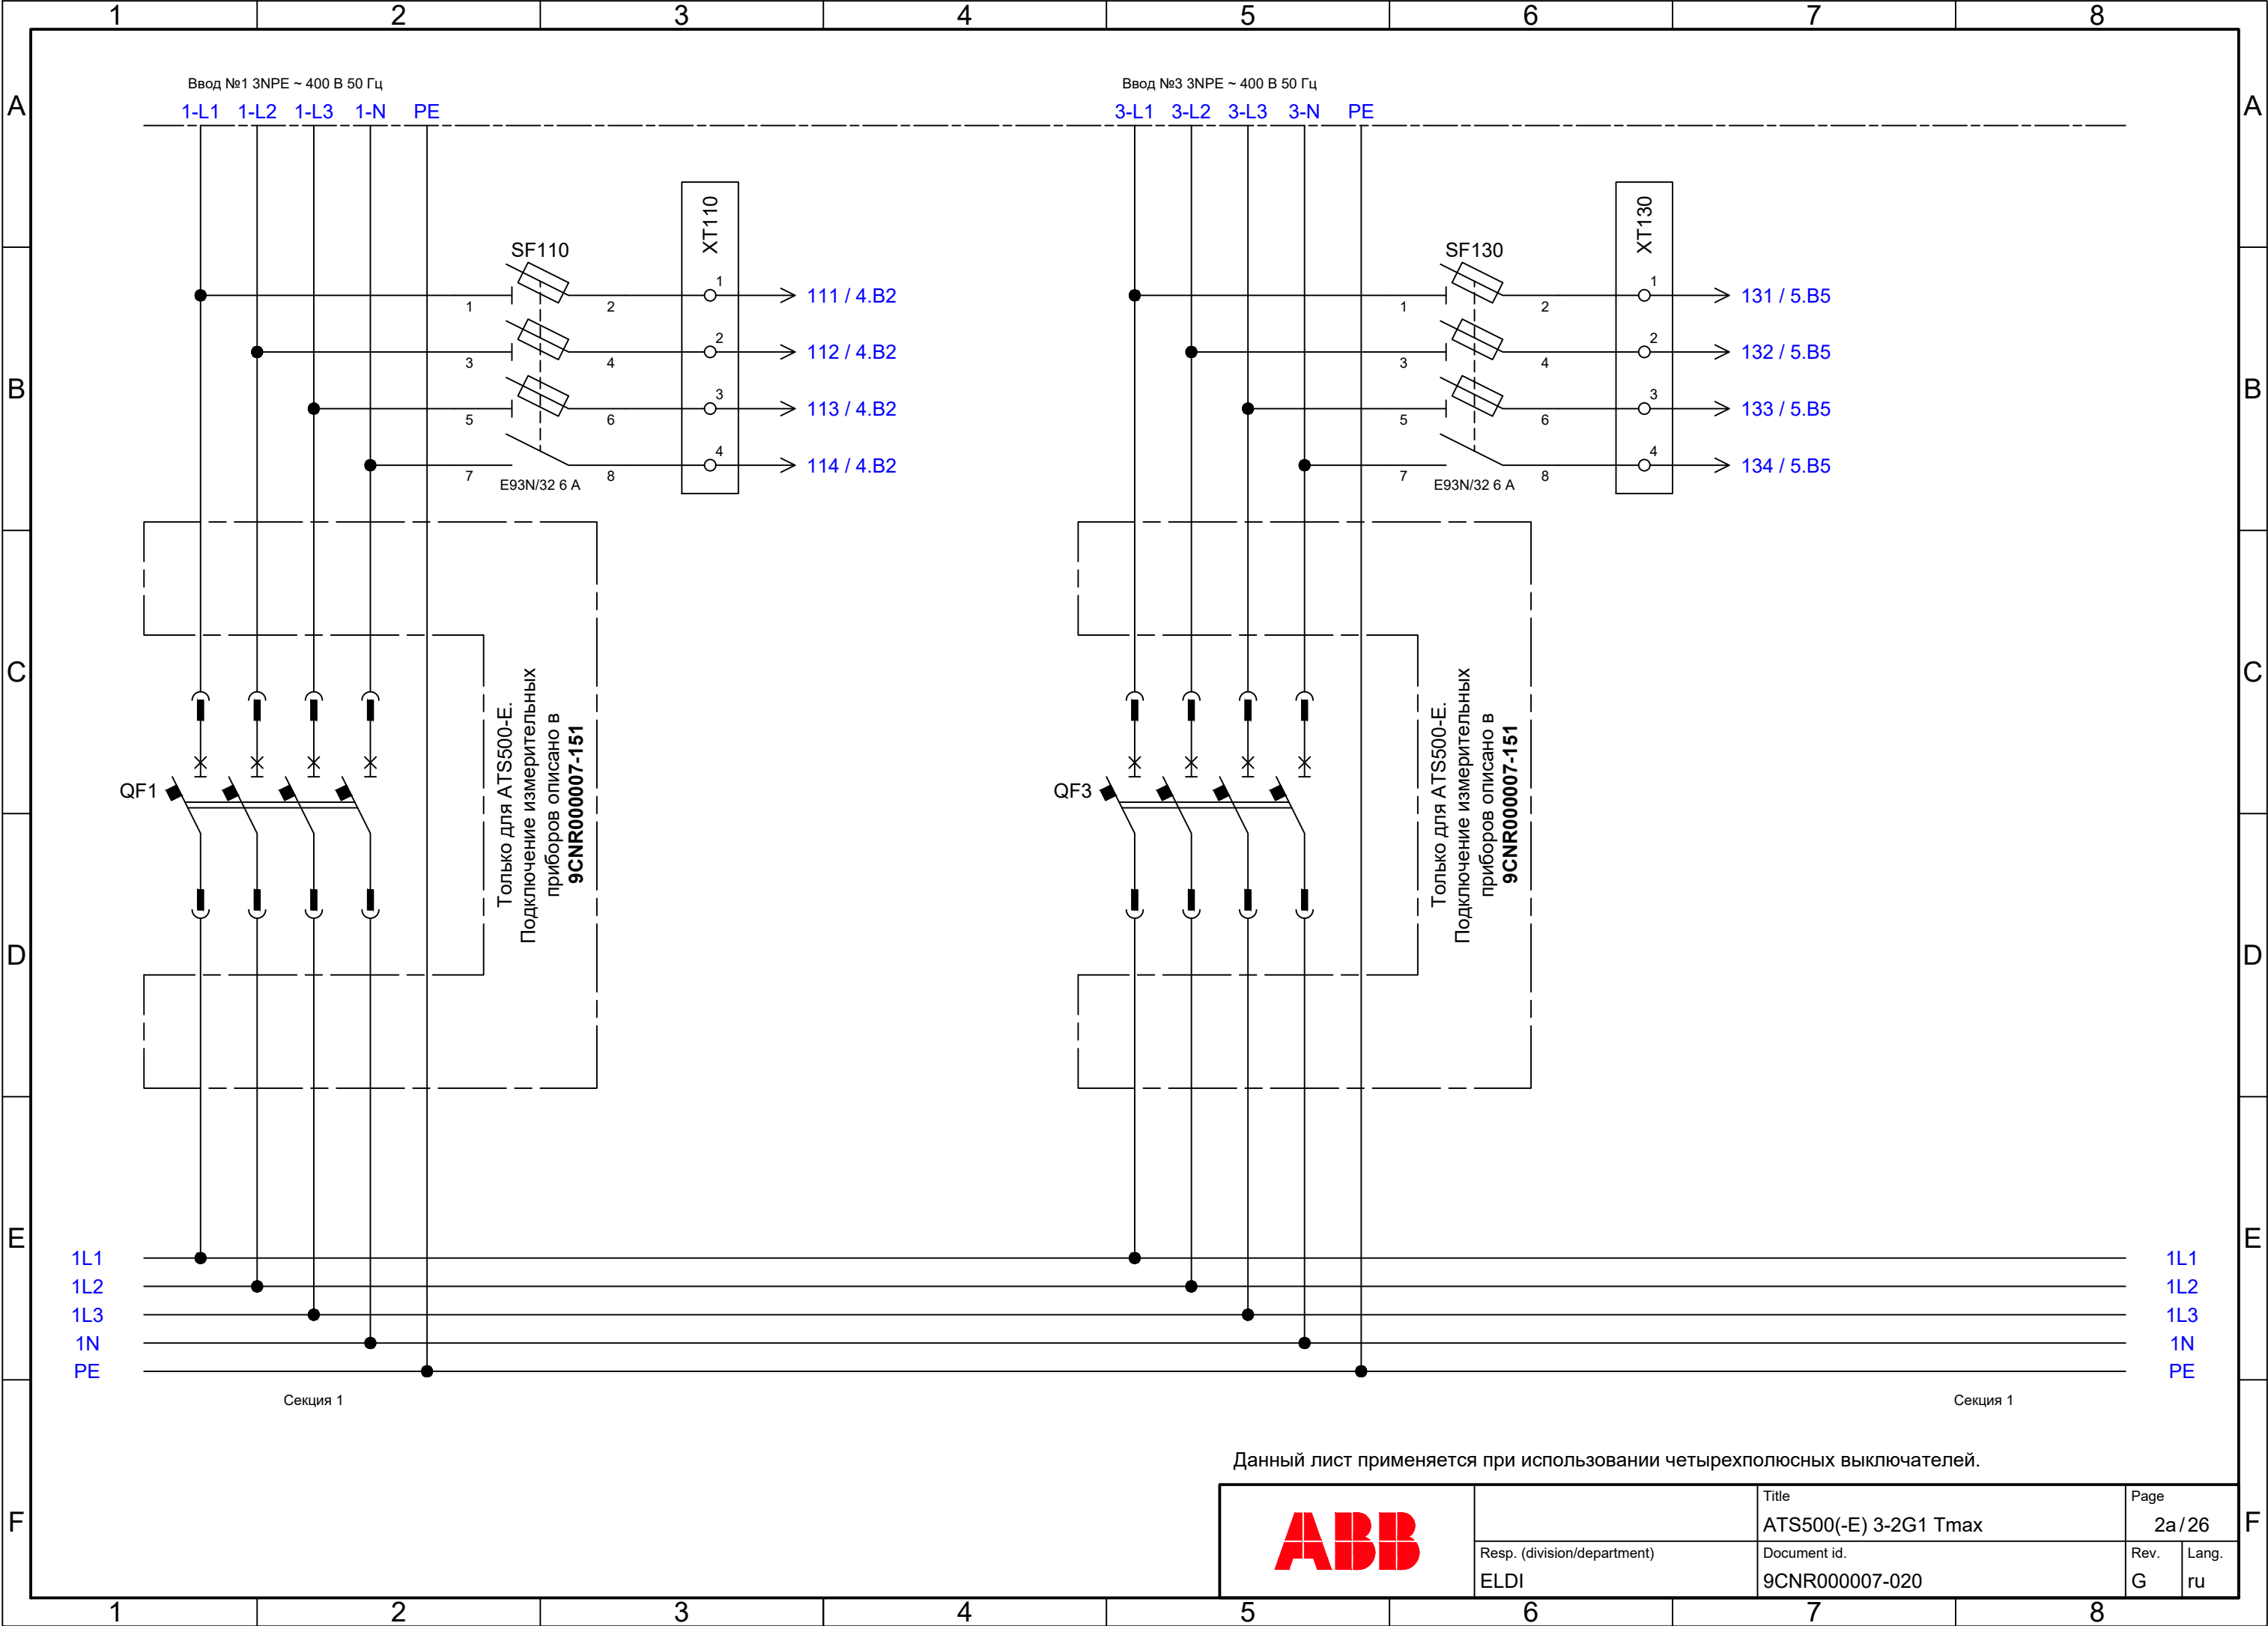 1 2 3 4 5 6 7 8
A A
B B
C C
D D
E E
F F
Ввод №1 3NPE ~ 400 В 50 Гц
1-L1 1-L2 1-L3 1-N PE
SF110
XT110
1 2 1 111 / 4.B2
3 4 2 112 / 4.B2
5 6 3 113 / 4.B2
7 8 4 114 / 4.B2
E93N/32 6 A
QF1
Только для ATS500-E.
Подключение измерительных
приборов описано в
9CNR000007-151
Ввод №3 3NPE ~ 400 В 50 Гц
3-L1 3-L2 3-L3 3-N PE
SF130
XT130
1 2 1 131 / 5.B5
3 4 2 132 / 5.B5
5 6 3 133 / 5.B5
7 8 4 134 / 5.B5
E93N/32 6 A
QF3
Только для ATS500-E.
Подключение измерительных
приборов описано в
9CNR000007-151
1L1 1L1
1L2 1L2
1L3 1L3
1N 1N
PE PE
Секция 1 Секция 1
Данный лист применяется при использовании четырехполюсных выключателей.
ABB
Title
ATS500(-E) 3-2G1 Tmax
Page
2a/26
Resp. (division/department)
ELDI
Document id.
9CNR000007-020
Rev.
G
Lang.
ru
1 2 3 4 5 6 7 8